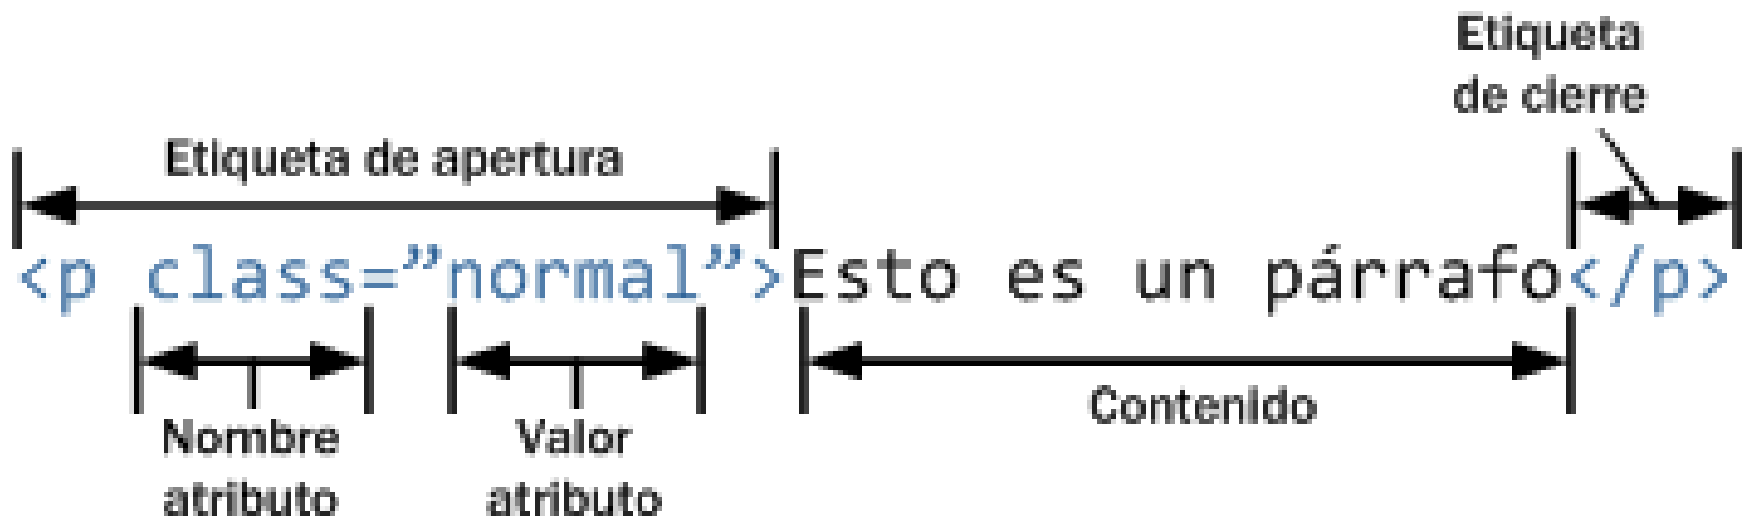 Etiqueta
de cierre
Etiqueta de apertura
<p class=”normal”>Esto es un párrafo</p>
Nombre
atributo
Valor
atributo
Contenido